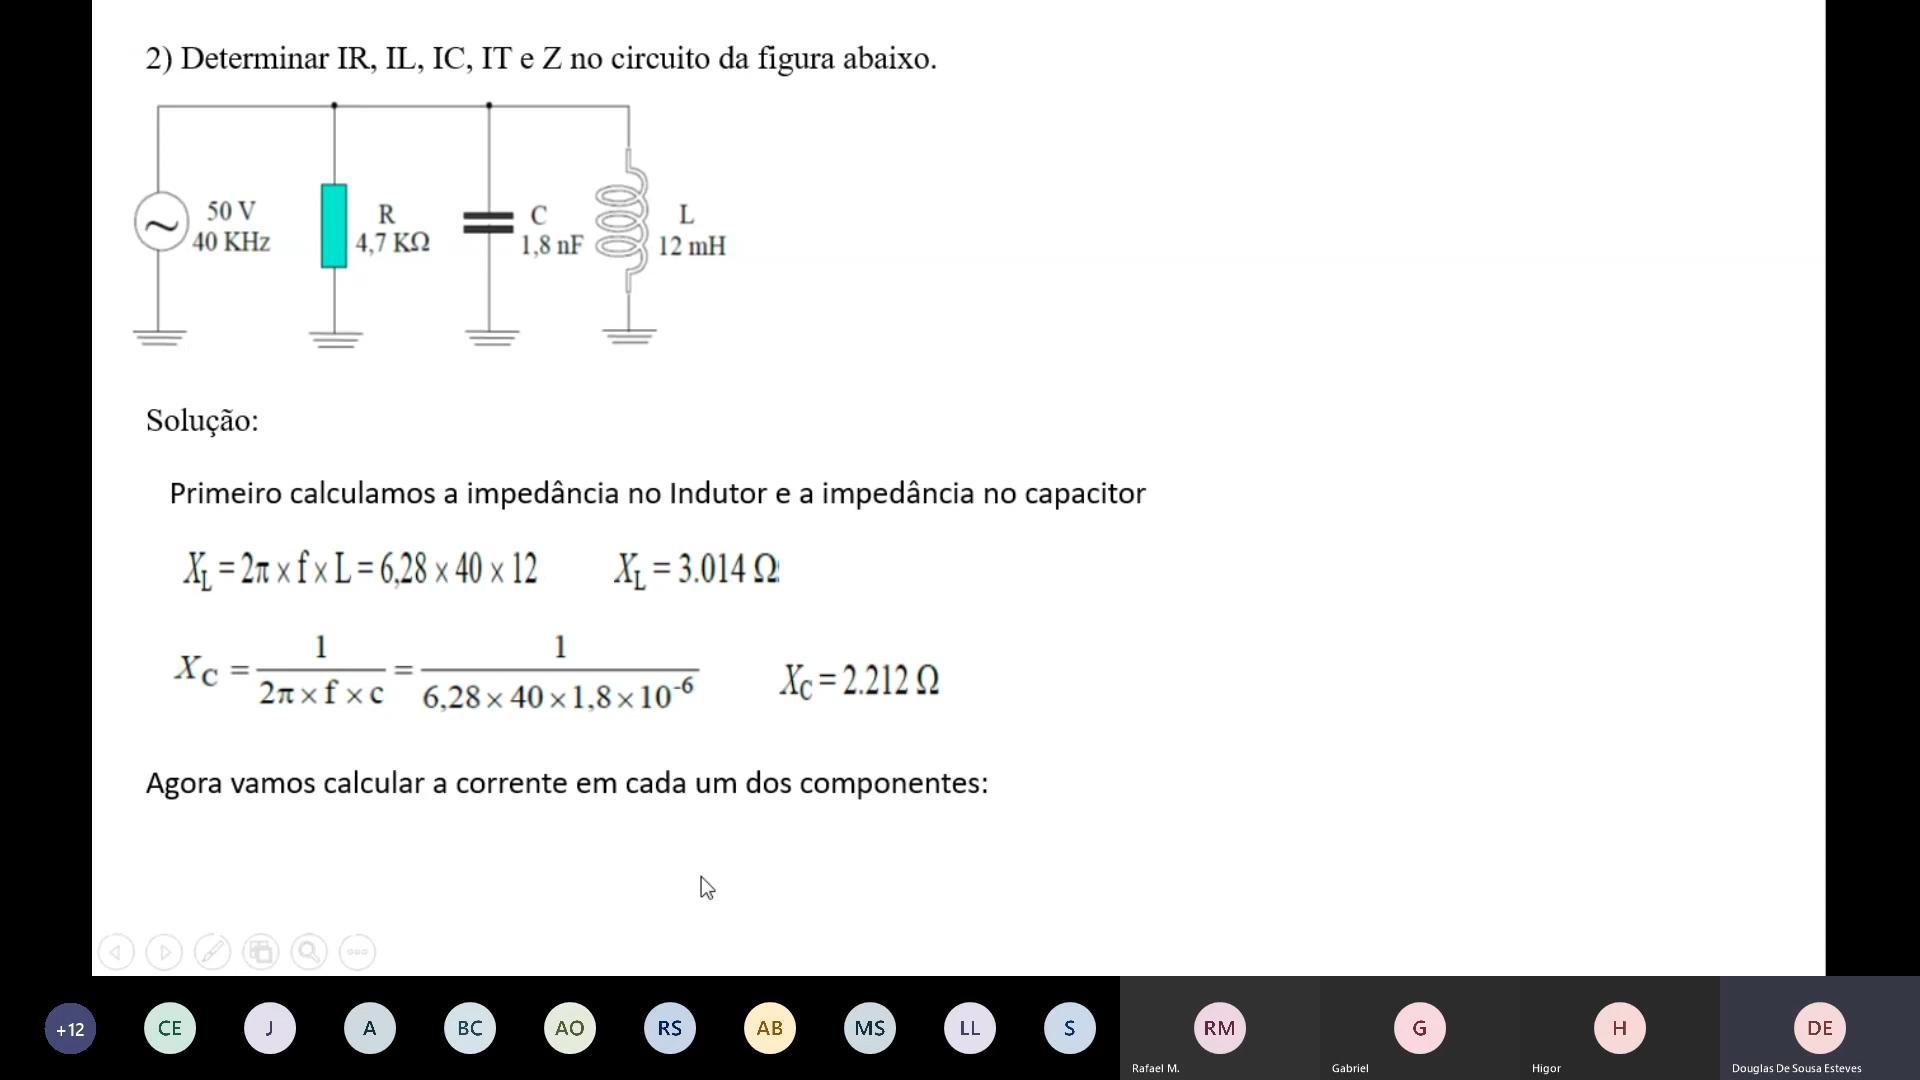 2) Determinar IR, IL, IC, IT e Z no circuito da figura abaixo.
50 V
40 KHz
R
4,7 KΩ
C
1,8 nF
L
12 mH
Solução:
Primeiro calculamos a impedância no Indutor e a impedância no capacitor
X_L = 2π × f × L = 6,28 × 40 × 12 X_L = 3.014 Ω
X_C = 1 / (2π × f × c) = 1 / (6,28 × 40 × 1,8 × 10^-6) X_C = 2.212 Ω
Agora vamos calcular a corrente em cada um dos componentes:
+12 CE J A BC AO RS AB MS LL S RM G H DE
Rafael M. Gabriel Higor Douglas De Sousa Esteves